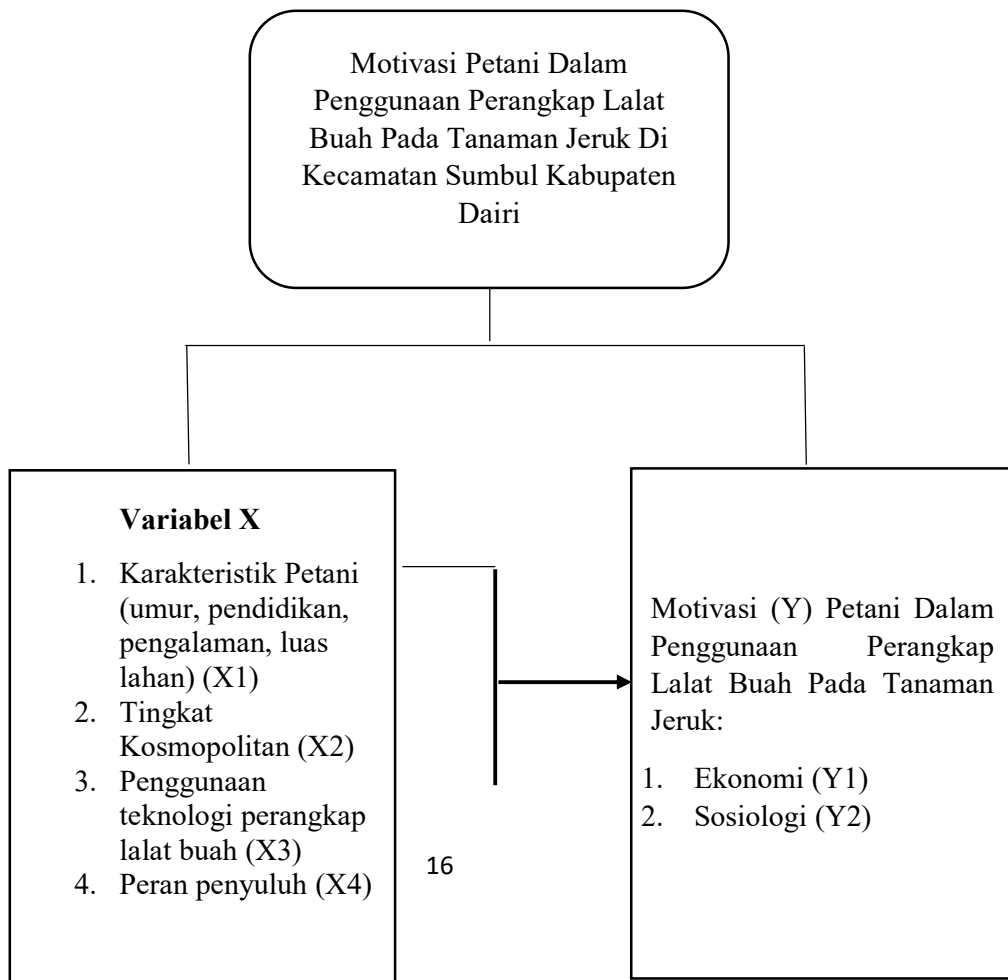 Motivasi Petani Dalam
Penggunaan Perangkap Lalat
Buah Pada Tanaman Jeruk Di
Kecamatan Sumbul Kabupaten
Dairi
Variabel X
1. Karakteristik Petani
(umur, pendidikan,
pengalaman, luas
lahan) (X1)
2. Tingkat
Kosmopolitan (X2)
3. Penggunaan
teknologi perangkap
lalat buah (X3)
4. Peran penyuluh (X4)
16
Motivasi (Y) Petani Dalam
Penggunaan Perangkap
Lalat Buah Pada Tanaman
Jeruk:
1. Ekonomi (Y1)
2. Sosiologi (Y2)